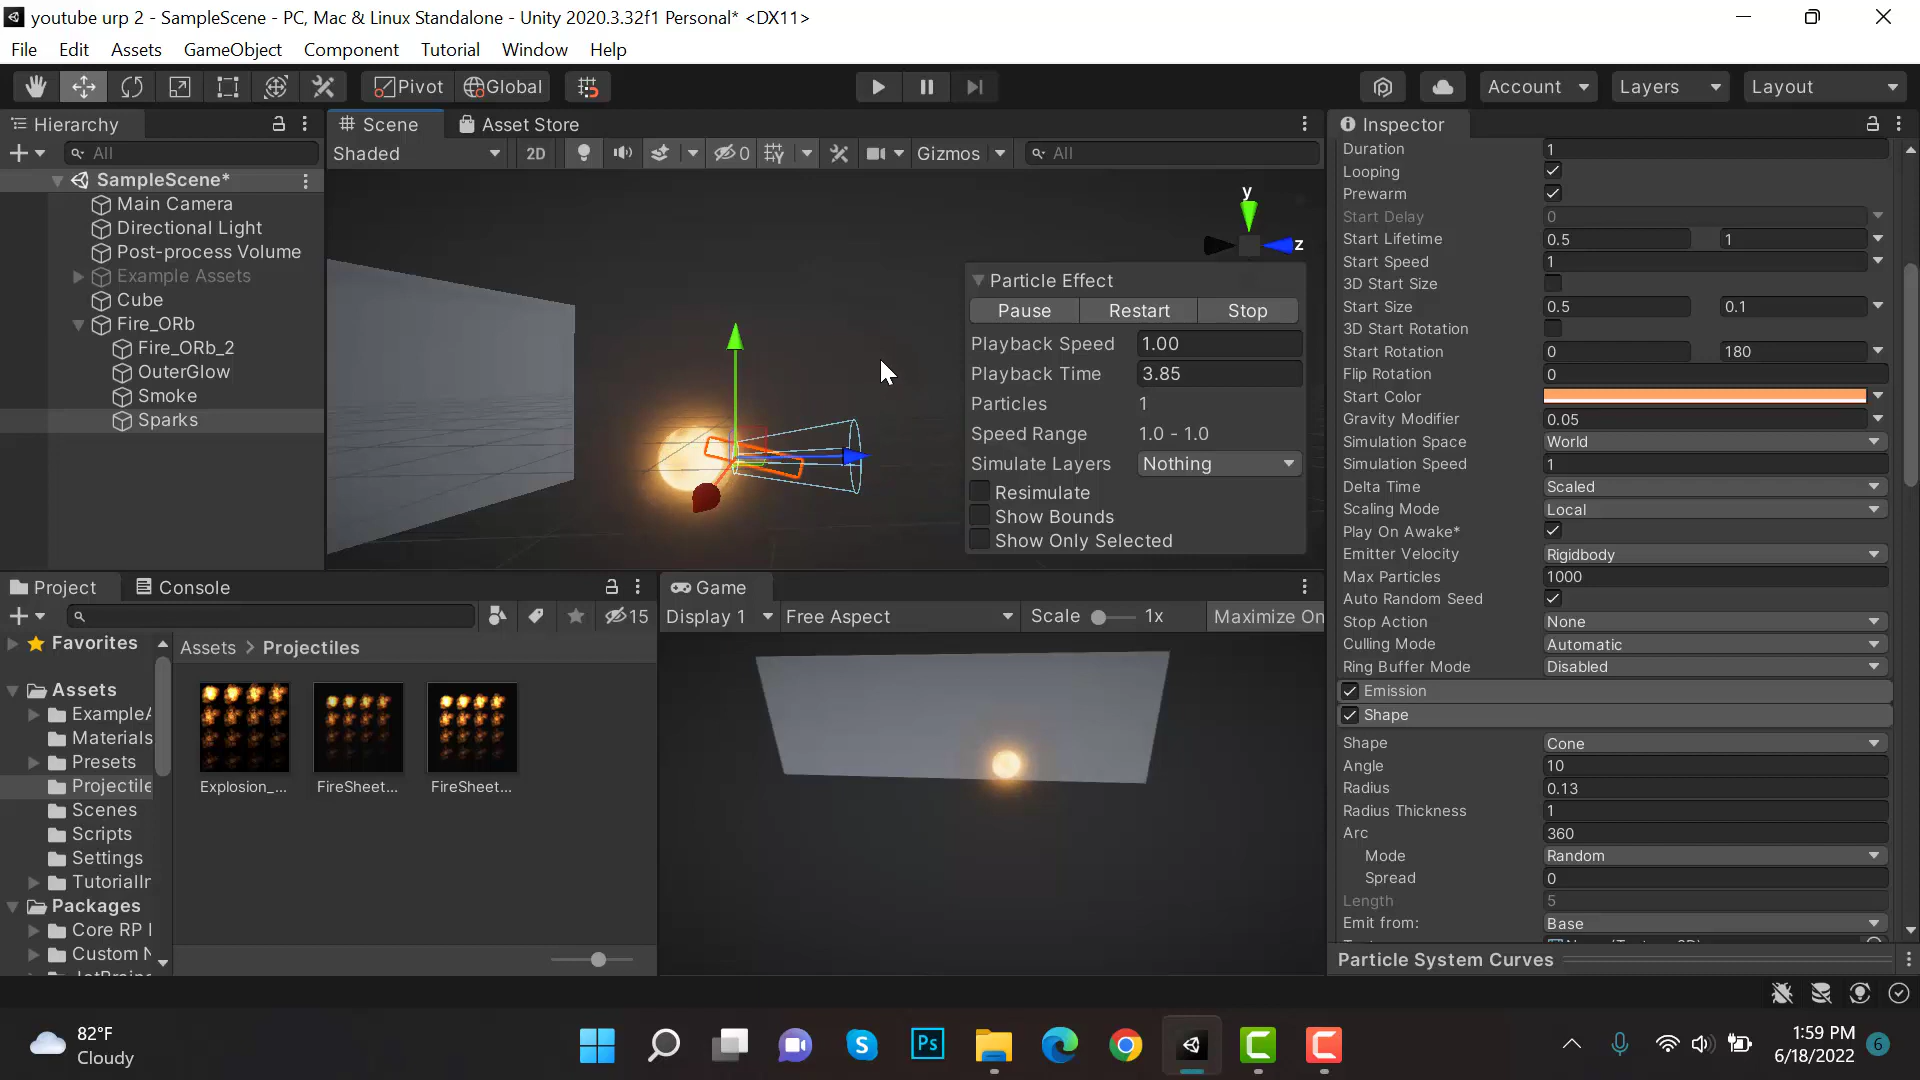 youtube urp 2 - SampleScene - PC, Mac & Linux Standalone - Unity 2020.3.32f1 Personal* <DX11>
File Edit Assets GameObject Component Tutorial Window Help
Pivot Global Account Layers Layout
Hierarchy
All
SampleScene*
Main Camera
Directional Light
Post-process Volume
Example Assets
Cube
Fire_ORb
Fire_ORb_2
OuterGlow
Smoke
Sparks
Scene Asset Store
Shaded 2D 0 Gizmos All
y
z
Particle Effect
Pause Restart Stop
Playback Speed 1.00
Playback Time 3.85
Particles 1
Speed Range 1.0 - 1.0
Simulate Layers Nothing
Resimulate
Show Bounds
Show Only Selected
Project Console
15
Favorites
Assets
ExampleA
Materials
Presets
Projectile
Scenes
Scripts
Settings
TutorialIn
Packages
Core RP
Custom N
Assets > Projectiles
Explosion_... FireSheet... FireSheet...
Game
Display 1 Free Aspect Scale 1x Maximize On
Inspector
Duration 1
Looping
Prewarm
Start Delay 0
Start Lifetime 0.5 1
Start Speed 1
3D Start Size
Start Size 0.5 0.1
3D Start Rotation
Start Rotation 0 180
Flip Rotation 0
Start Color
Gravity Modifier 0.05
Simulation Space World
Simulation Speed 1
Delta Time Scaled
Scaling Mode Local
Play On Awake*
Emitter Velocity Rigidbody
Max Particles 1000
Auto Random Seed
Stop Action None
Culling Mode Automatic
Ring Buffer Mode Disabled
Emission
Shape
Shape Cone
Angle 10
Radius 0.13
Radius Thickness 1
Arc 360
Mode Random
Spread 0
Length 5
Emit from: Base
Particle System Curves
82°F
Cloudy
Ps
1:59 PM
6/18/2022
6